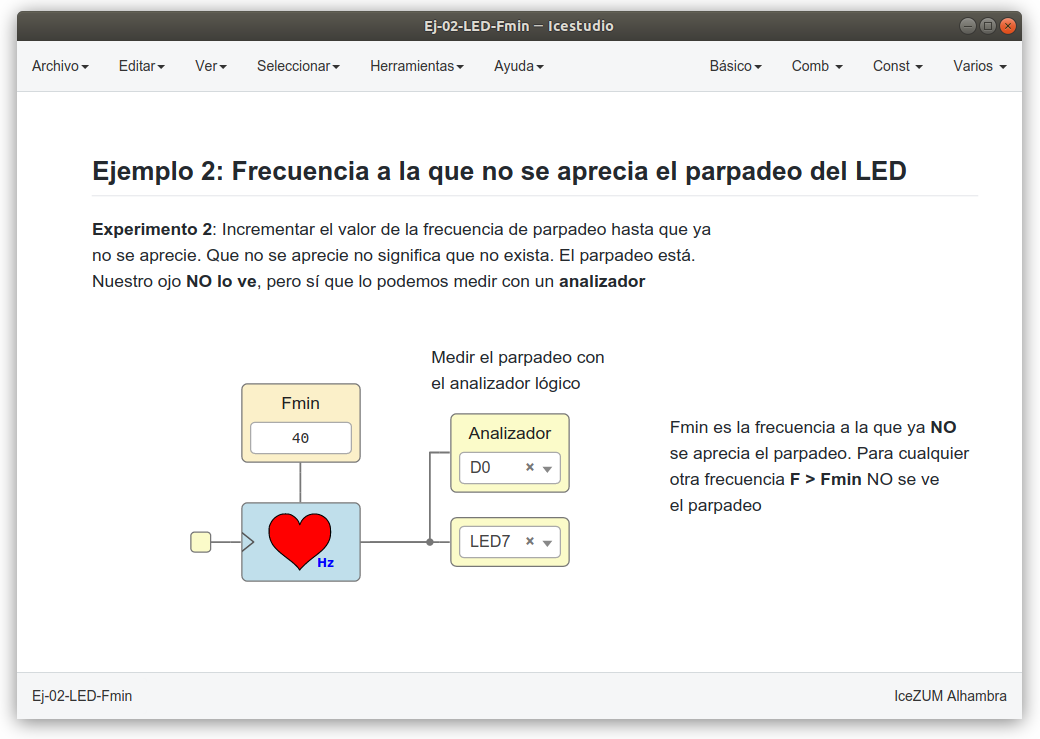 Ej-02-LED-Fmin — Icestudio
Archivo Editar Ver Seleccionar Herramientas Ayuda Básico Comb Const Varios
Ejemplo 2: Frecuencia a la que no se aprecia el parpadeo del LED
Experimento 2: Incrementar el valor de la frecuencia de parpadeo hasta que ya
no se aprecie. Que no se aprecie no significa que no exista. El parpadeo está.
Nuestro ojo NO lo ve, pero sí que lo podemos medir con un analizador
Medir el parpadeo con
el analizador lógico
Fmin
40
Hz
Analizador
D0 ×
LED7 ×
Fmin es la frecuencia a la que ya NO
se aprecia el parpadeo. Para cualquier
otra frecuencia F > Fmin NO se ve
el parpadeo
Ej-02-LED-Fmin
IceZUM Alhambra